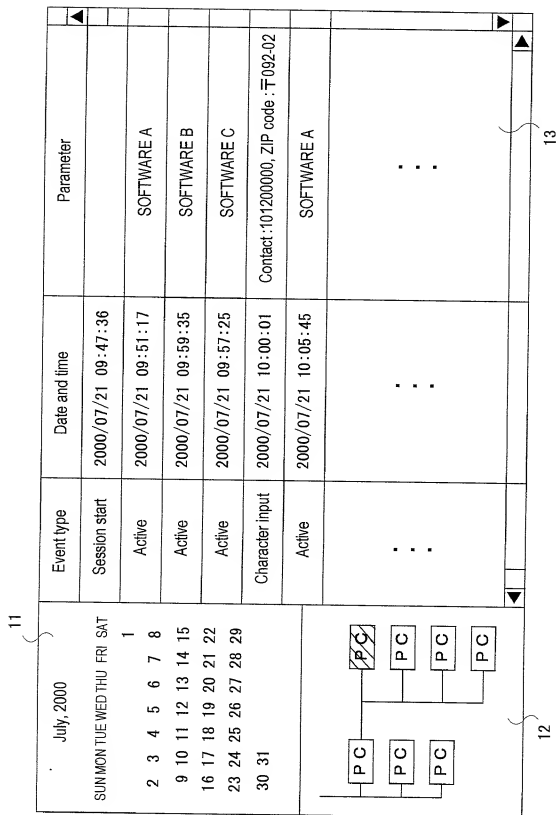 11
July, 2000
SUN MON TUE WED THU FRI SAT
1
2 3 4 5 6 7 8
9 10 11 12 13 14 15
16 17 18 19 20 21 22
23 24 25 26 27 28 29
30 31
PC PC
PC PC
PC PC
PC
12
Event type Date and time Parameter
Session start 2000/07/21 09:47:36
Active 2000/07/21 09:51:17 SOFTWARE A
Active 2000/07/21 09:59:35 SOFTWARE B
Active 2000/07/21 09:57:25 SOFTWARE C
Character input 2000/07/21 10:00:01 Contact :101200000, ZIP code : 〒092-02
Active 2000/07/21 10:05:45 SOFTWARE A
. . . . . . . . .
13